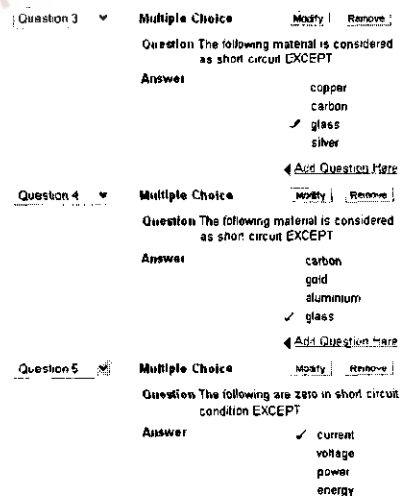 Question 3 Multiple Choice Modify Remove
Question The following material is considered
as short circuit EXCEPT
Answer
copper
carbon
glass
silver
Add Question Here
Question 4 Multiple Choice Modify Remove
Question The following material is considered
as short circuit EXCEPT
Answer
carbon
gold
aluminium
glass
Add Question Here
Question 5 Multiple Choice Modify Remove
Question The following are zero in short circuit
condition EXCEPT
Answer
current
voltage
power
energy